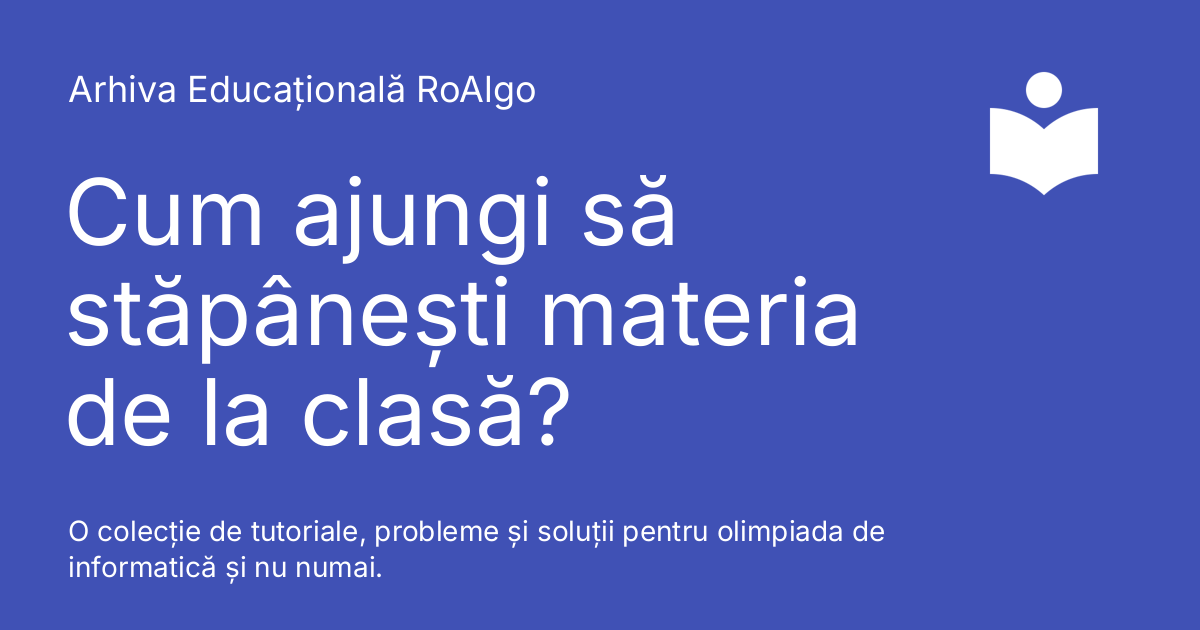 Arhiva Educațională RoAlgo
Cum ajungi să
stăpânești materia
de la clasă?
O colecție de tutoriale, probleme și soluții pentru olimpiada de
informatică și nu numai.